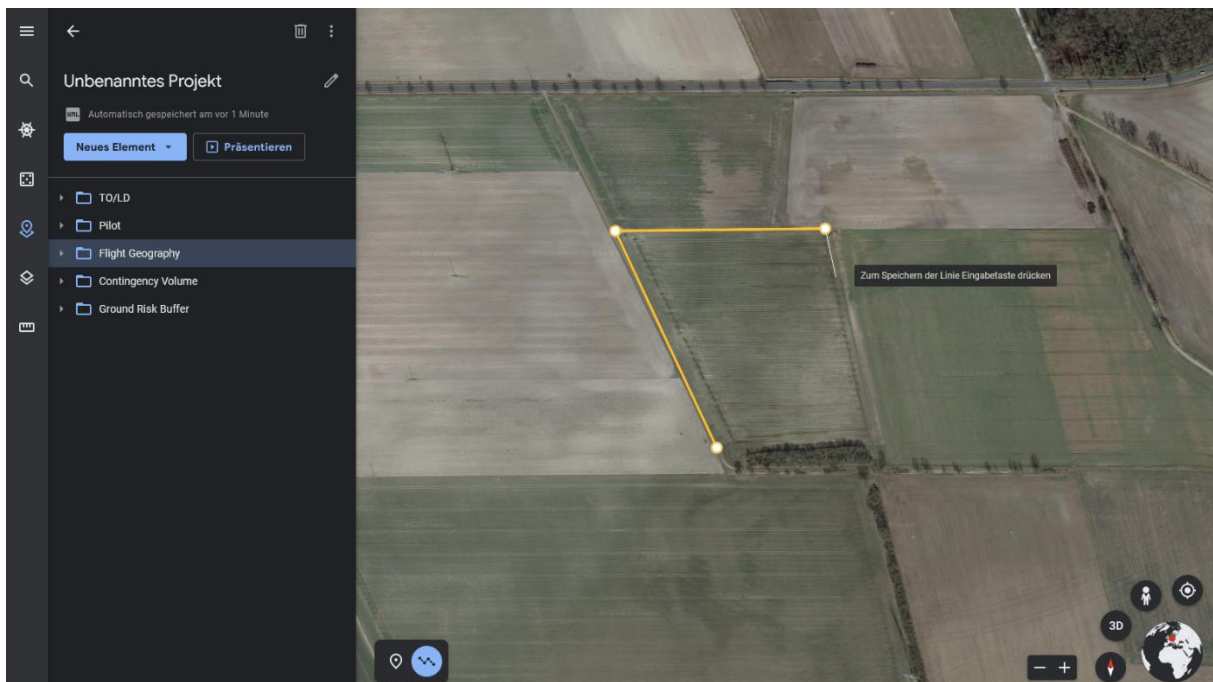 Unbenanntes Projekt
KML Automatisch gespeichert am vor 1 Minute
Neues Element
Präsentieren
TO/LD
Pilot
Flight Geography
Contingency Volume
Ground Risk Buffer
Zum Speichern der Linie Eingabetaste drücken
3D